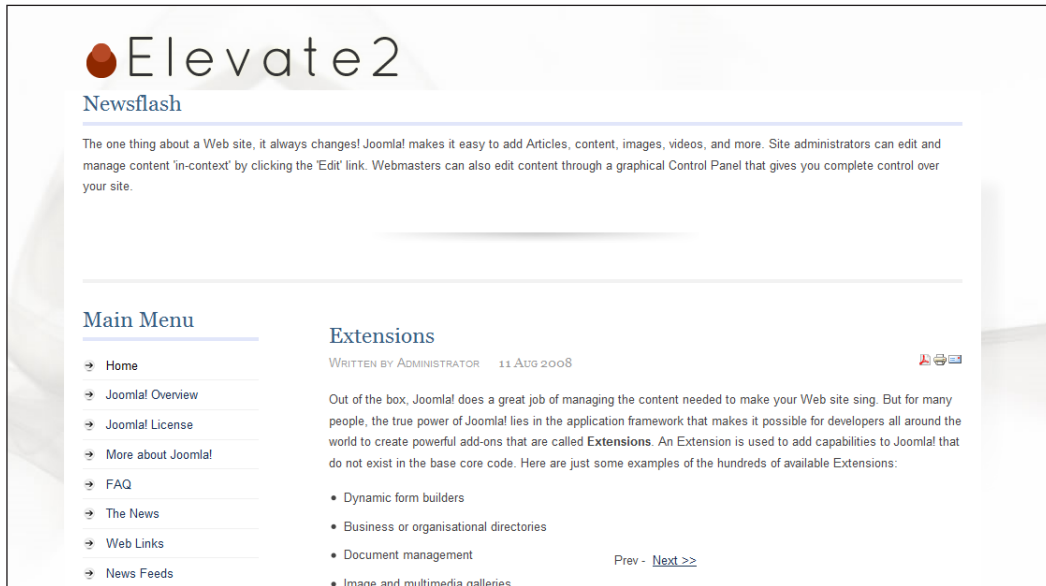 Elevate2
Newsflash
The one thing about a Web site, it always changes! Joomla! makes it easy to add Articles, content, images, videos, and more. Site administrators can edit and
manage content 'in-context' by clicking the 'Edit' link. Webmasters can also edit content through a graphical Control Panel that gives you complete control over
your site.
Main Menu
Home
Joomla! Overview
Joomla! License
More about Joomla!
FAQ
The News
Web Links
News Feeds
Extensions
Written by Administrator 11 Aug 2008
Out of the box, Joomla! does a great job of managing the content needed to make your Web site sing. But for many
people, the true power of Joomla! lies in the application framework that makes it possible for developers all around the
world to create powerful add-ons that are called Extensions. An Extension is used to add capabilities to Joomla! that
do not exist in the base core code. Here are just some examples of the hundreds of available Extensions:
Dynamic form builders
Business or organisational directories
Document management
Image and multimedia galleries
Prev - Next >>